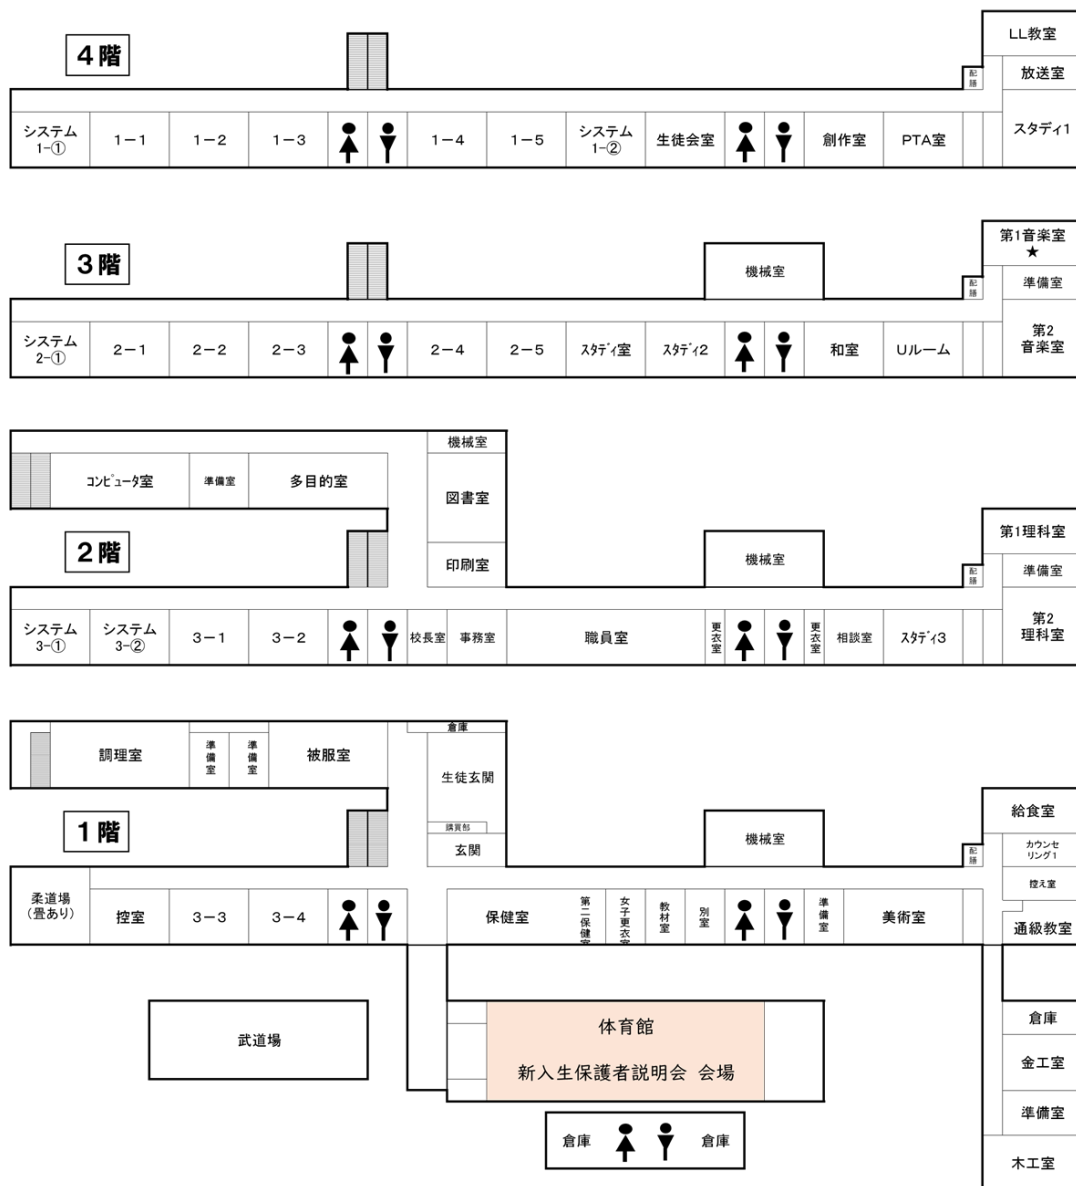 4階
LL教室
放送室
配膳
システム
1-①
1-1
1-2
1-3
1-4
1-5
システム
1-②
生徒会室
創作室
PTA室
スタディ1
3階
機械室
第1音楽室
★
準備室
配膳
システム
2-①
2-1
2-2
2-3
2-4
2-5
スタディ室
スタディ2
和室
Uルーム
第2
音楽室
機械室
コンピュータ室
準備室
多目的室
図書室
2階
印刷室
機械室
第1理科室
準備室
配膳
システム
3-①
システム
3-②
3-1
3-2
校長室
事務室
職員室
更衣室
更衣室
相談室
スタディ3
第2
理科室
倉庫
調理室
準備室
準備室
被服室
生徒玄関
1階
購買部
玄関
機械室
給食室
配膳
カウンセ
リング1
控え室
柔道場
(畳あり)
控室
3-3
3-4
保健室
第二保健室
女子更衣室
教材室
別室
準備室
美術室
通級教室
武道場
体育館
新入生保護者説明会 会場
倉庫
金工室
準備室
木工室
倉庫
倉庫